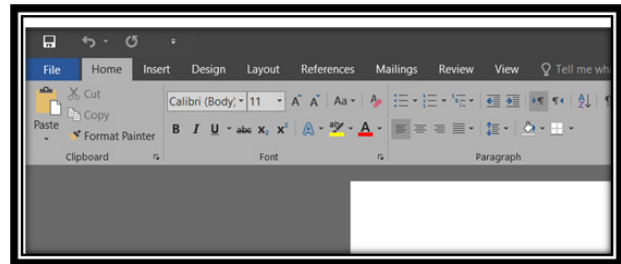 File Home Insert Design Layout References Mailings Review View Tell me wh
Cut
Copy
Paste
Format Painter
Calibri (Body) 11 A A Aa
B I U abc X₂ X² A aby A
Clipboard Font Paragraph